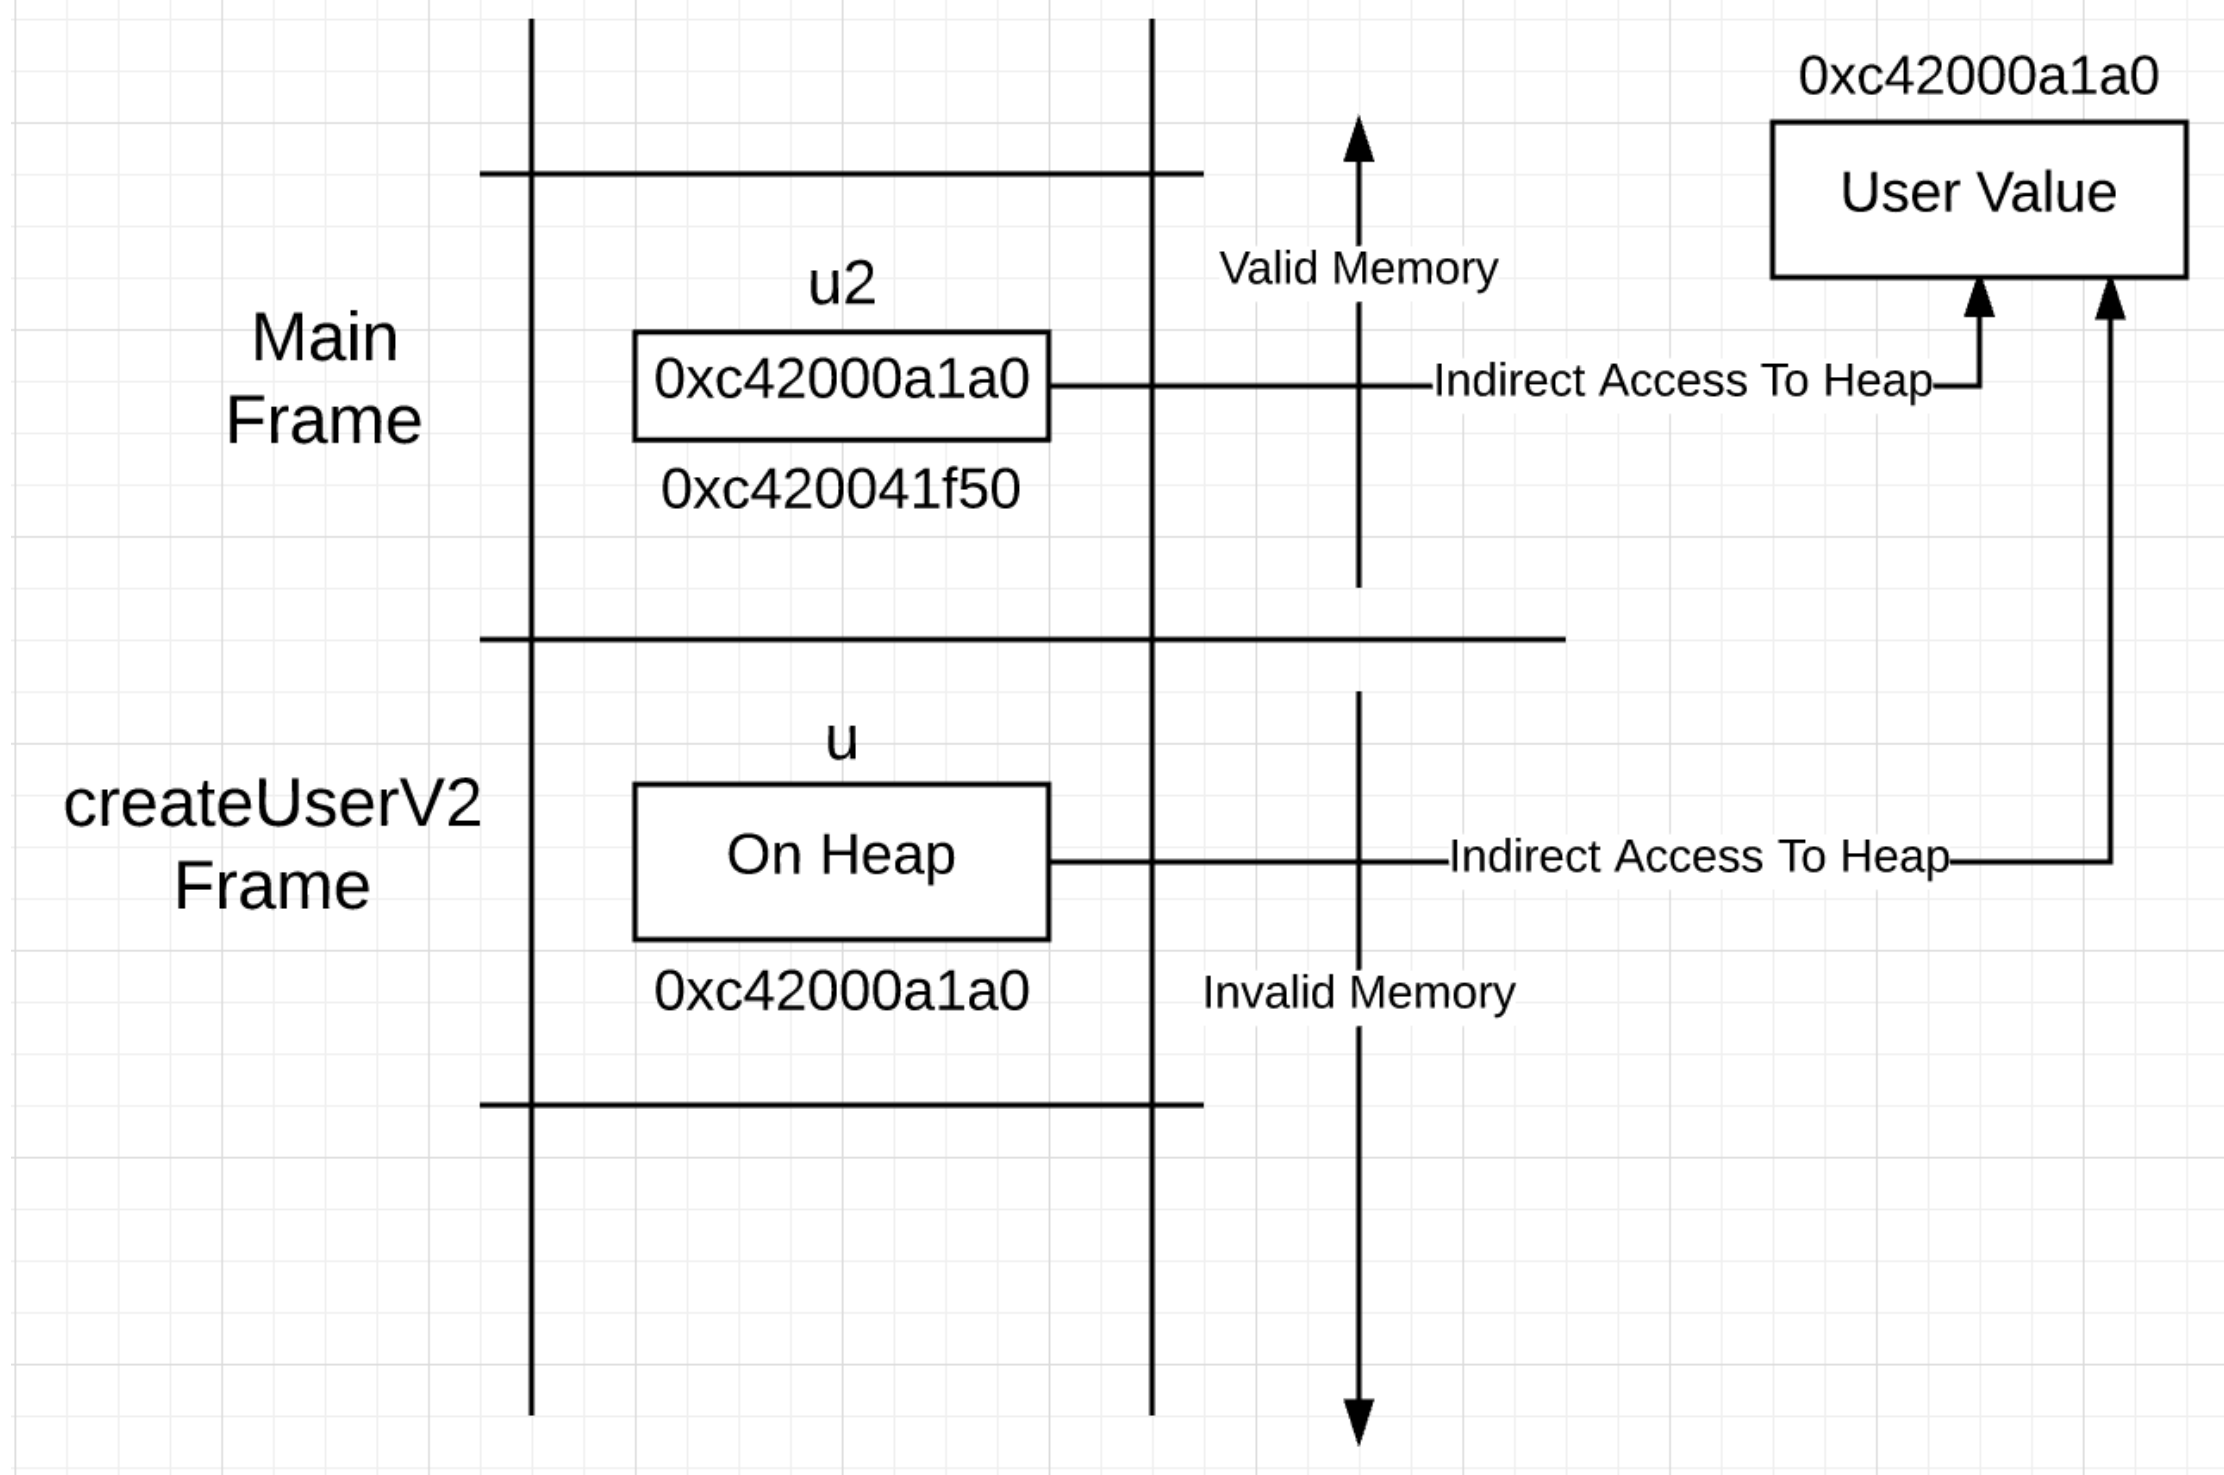 0xc42000a1a0
User Value
Valid Memory
u2
Main
Frame
0xc42000a1a0
Indirect Access To Heap
0xc420041f50
u
createUserV2
Frame
On Heap
Indirect Access To Heap
0xc42000a1a0
Invalid Memory